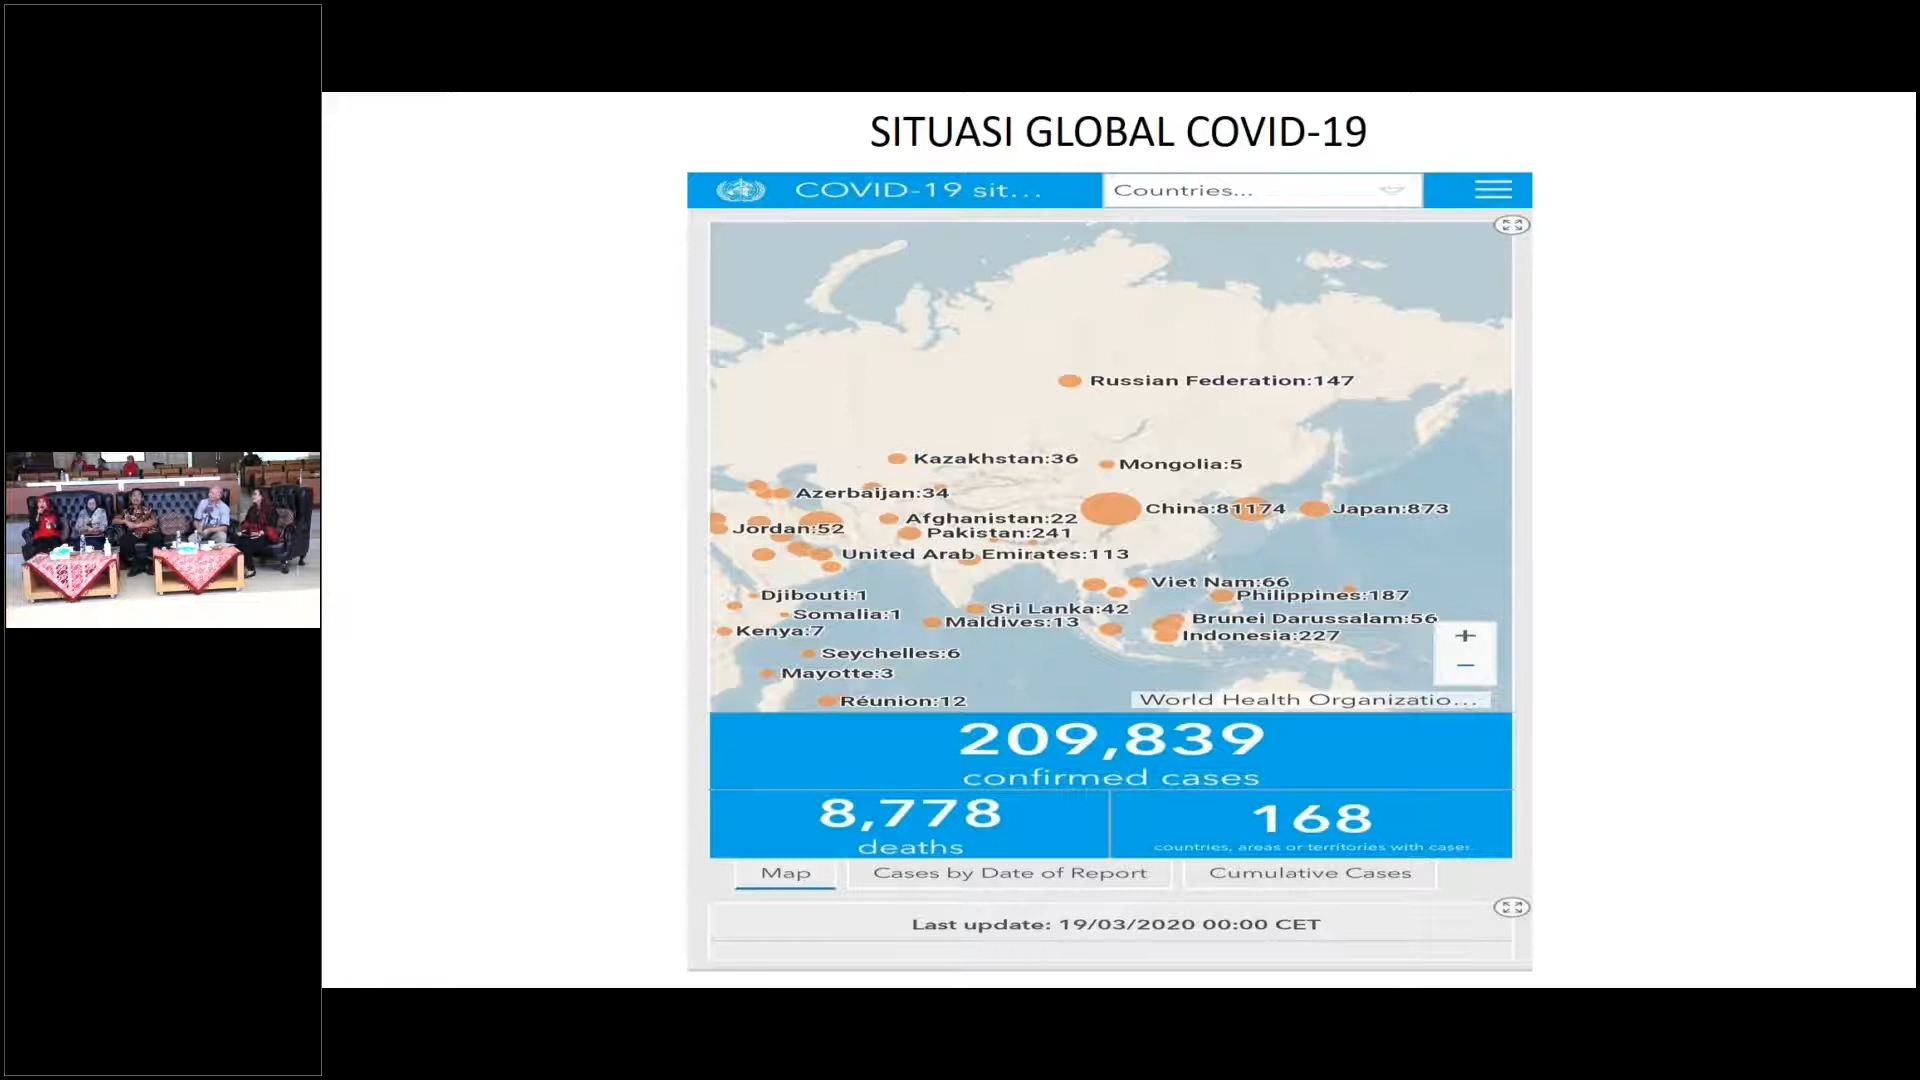 SITUASI GLOBAL COVID-19
COVID-19 sit...
Countries...
Russian Federation:147
Kazakhstan:36
Mongolia:5
Azerbaijan:34
China:81174
Japan:873
Afghanistan:22
Jordan:52
Pakistan:241
United Arab Emirates:113
Viet Nam:66
Djibouti:1
Philippines:187
Sri Lanka:42
Somalia:1
Maldives:13
Brunei Darussalam:56
Kenya:7
Indonesia:227
Seychelles:6
Mayotte:3
Réunion:12
+
−
World Health Organizatio...
209,839
confirmed cases
8,778
deaths
168
countries, areas or territories with cases
Map
Cases by Date of Report
Cumulative Cases
Last update: 19/03/2020 00:00 CET